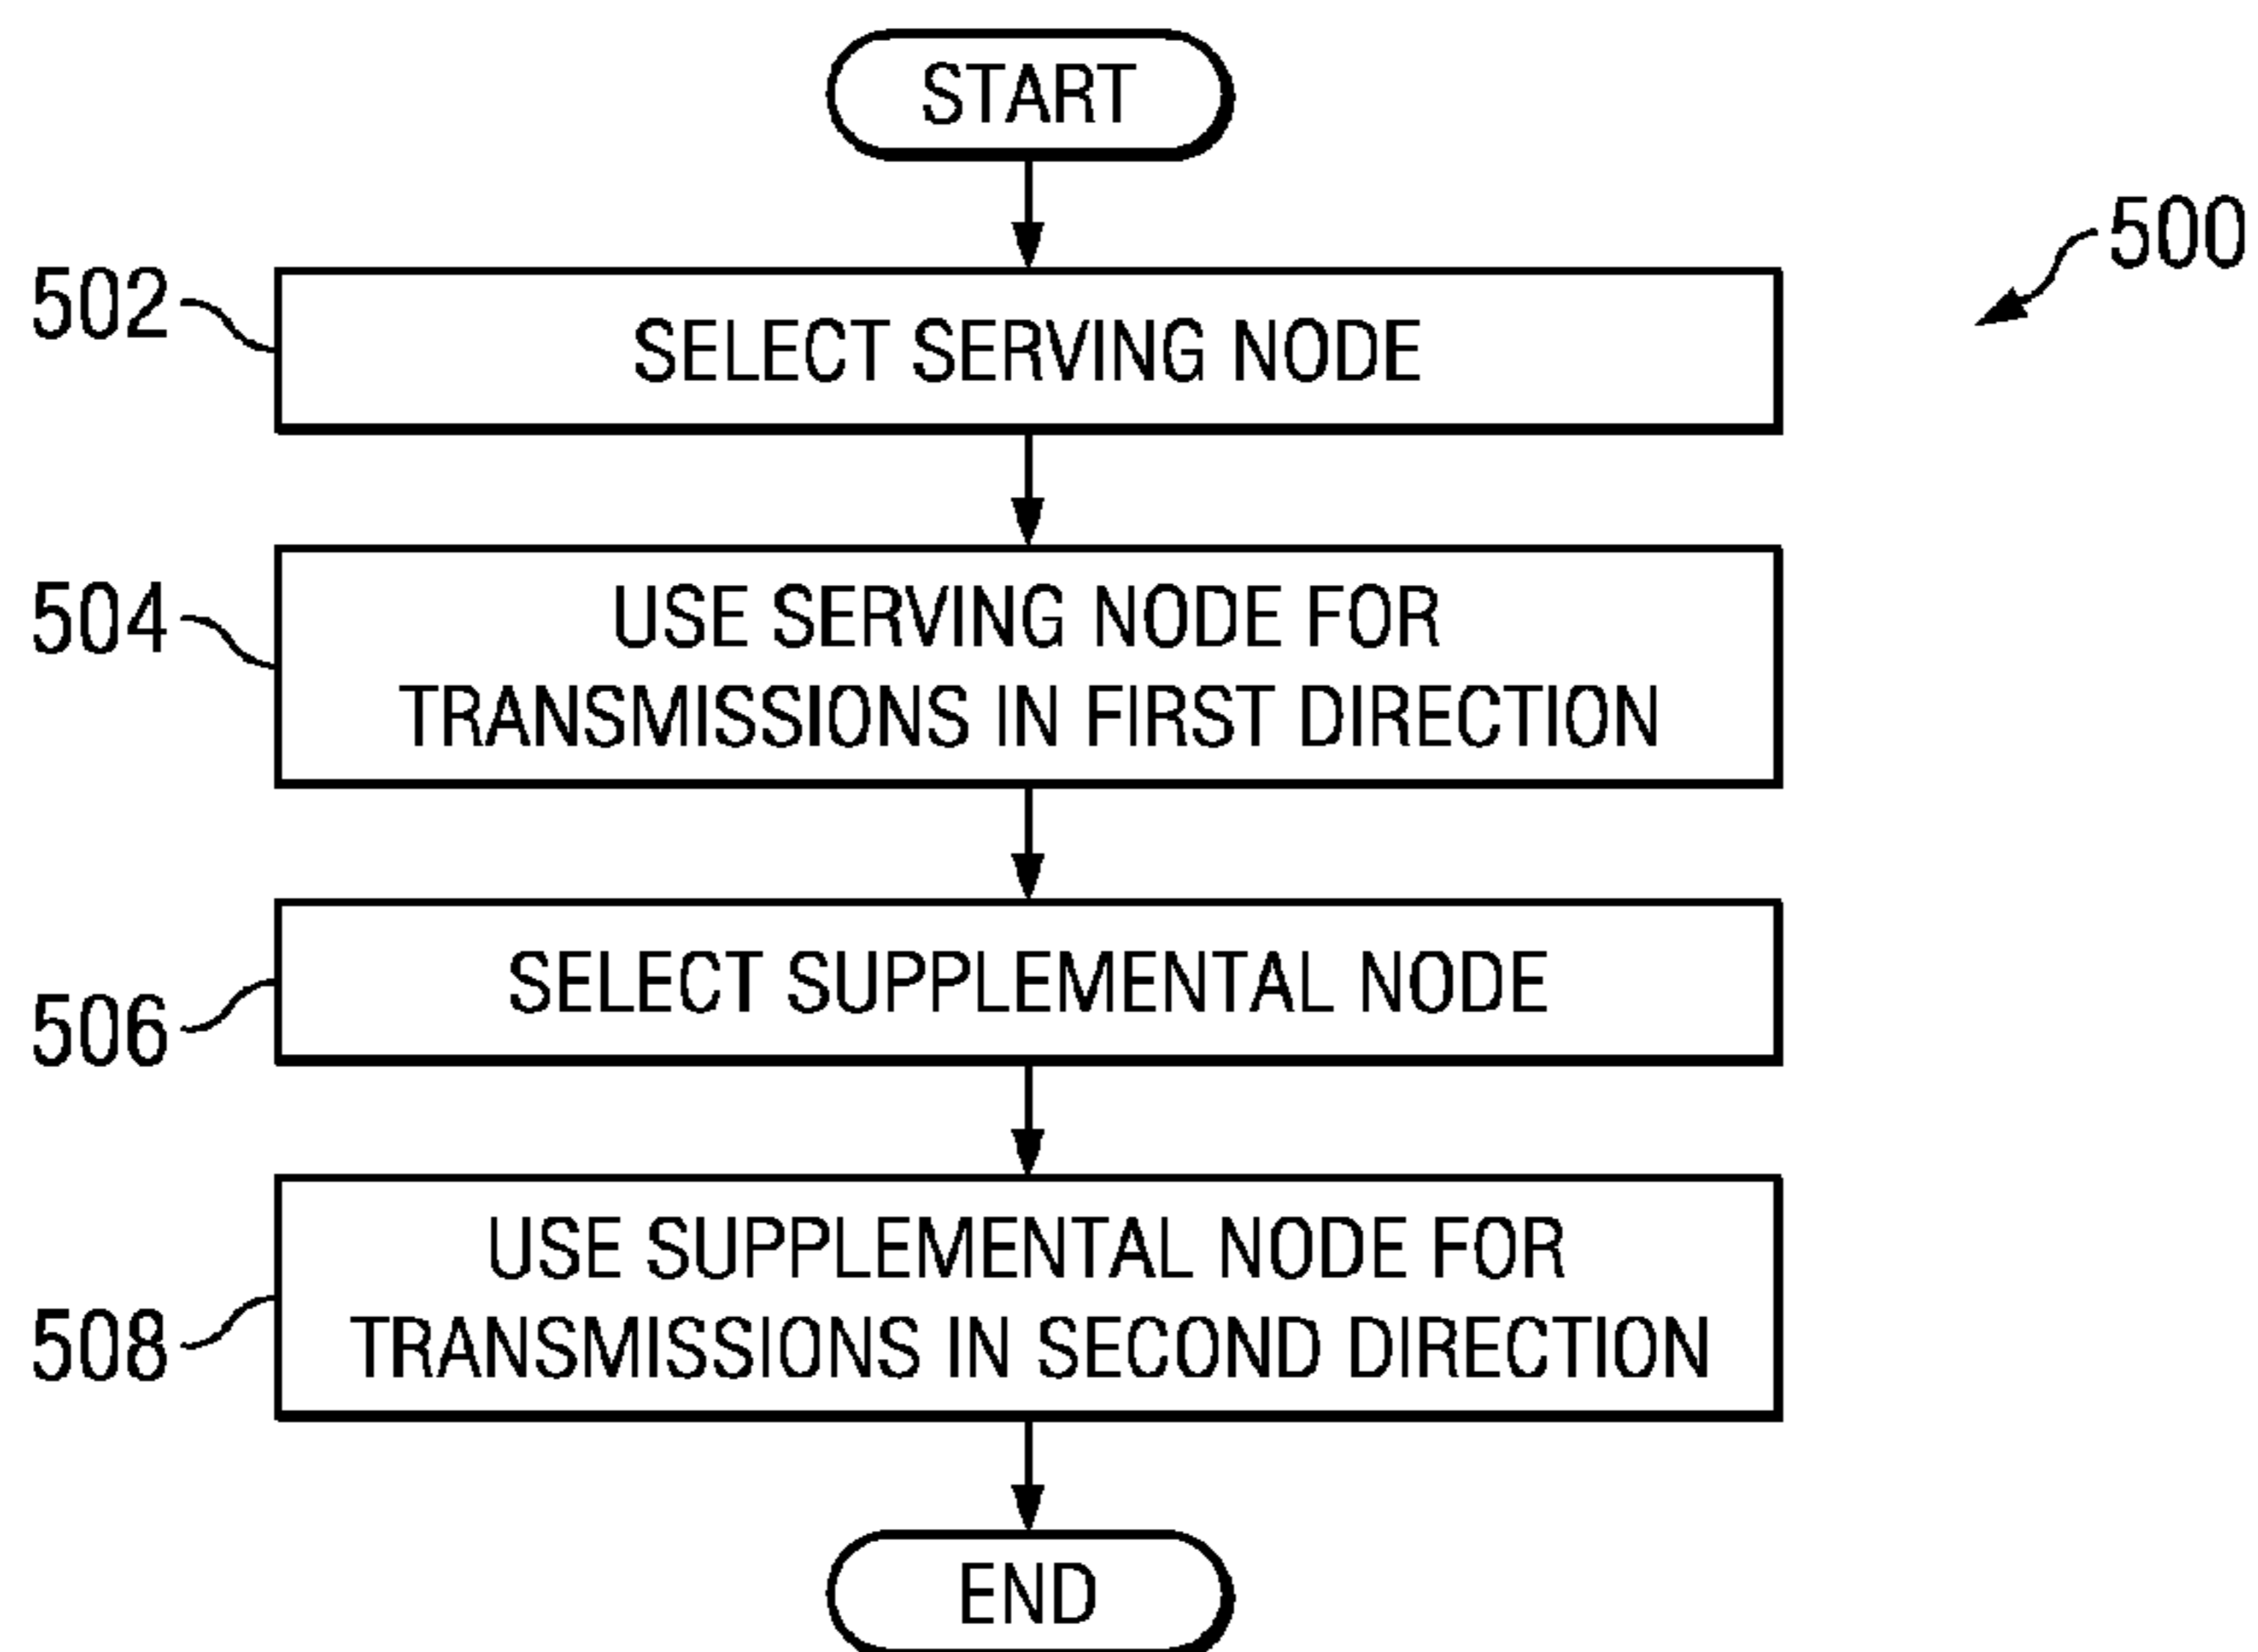 START
500
502
SELECT SERVING NODE
504
USE SERVING NODE FOR
TRANSMISSIONS IN FIRST DIRECTION
506
SELECT SUPPLEMENTAL NODE
508
USE SUPPLEMENTAL NODE FOR
TRANSMISSIONS IN SECOND DIRECTION
END